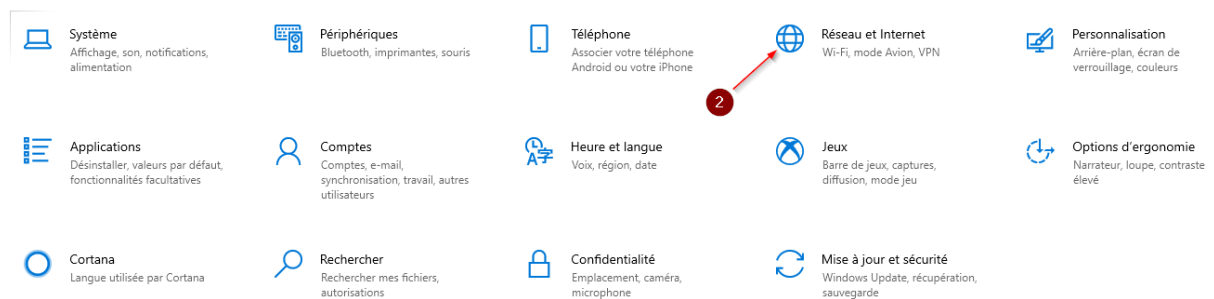 Système
Affichage, son, notifications,
alimentation
Périphériques
Bluetooth, imprimantes, souris
Téléphone
Associer votre téléphone
Android ou votre iPhone
Réseau et Internet
Wi-Fi, mode Avion, VPN
Personnalisation
Arrière-plan, écran de
verrouillage, couleurs
2
Applications
Désinstaller, valeurs par défaut,
fonctionnalités facultatives
Comptes
Comptes, e-mail,
synchronisation, travail, autres
utilisateurs
Heure et langue
Voix, région, date
Jeux
Barre de jeux, captures,
diffusion, mode jeu
Options d'ergonomie
Narrateur, loupe, contraste
élevé
Cortana
Langue utilisée par Cortana
Rechercher
Rechercher mes fichiers,
autorisations
Confidentialité
Emplacement, caméra,
microphone
Mise à jour et sécurité
Windows Update, récupération,
sauvegarde